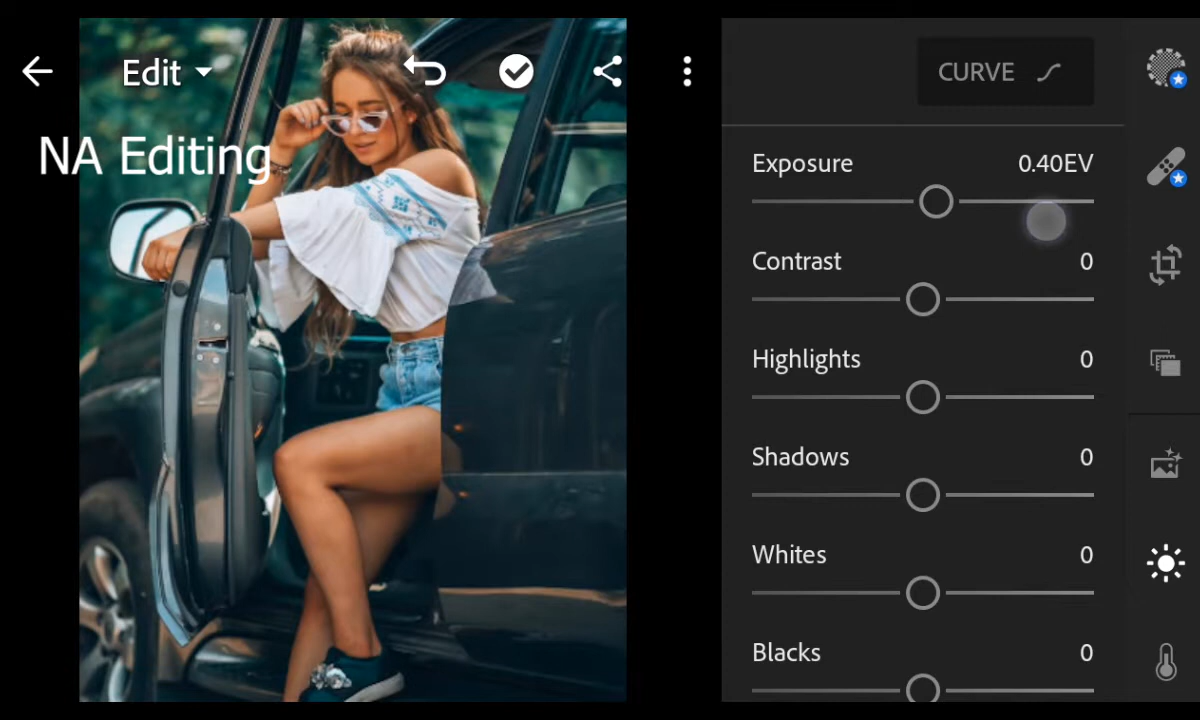 Edit
NA Editing
CURVE
Exposure 0.40EV
Contrast 0
Highlights 0
Shadows 0
Whites 0
Blacks 0